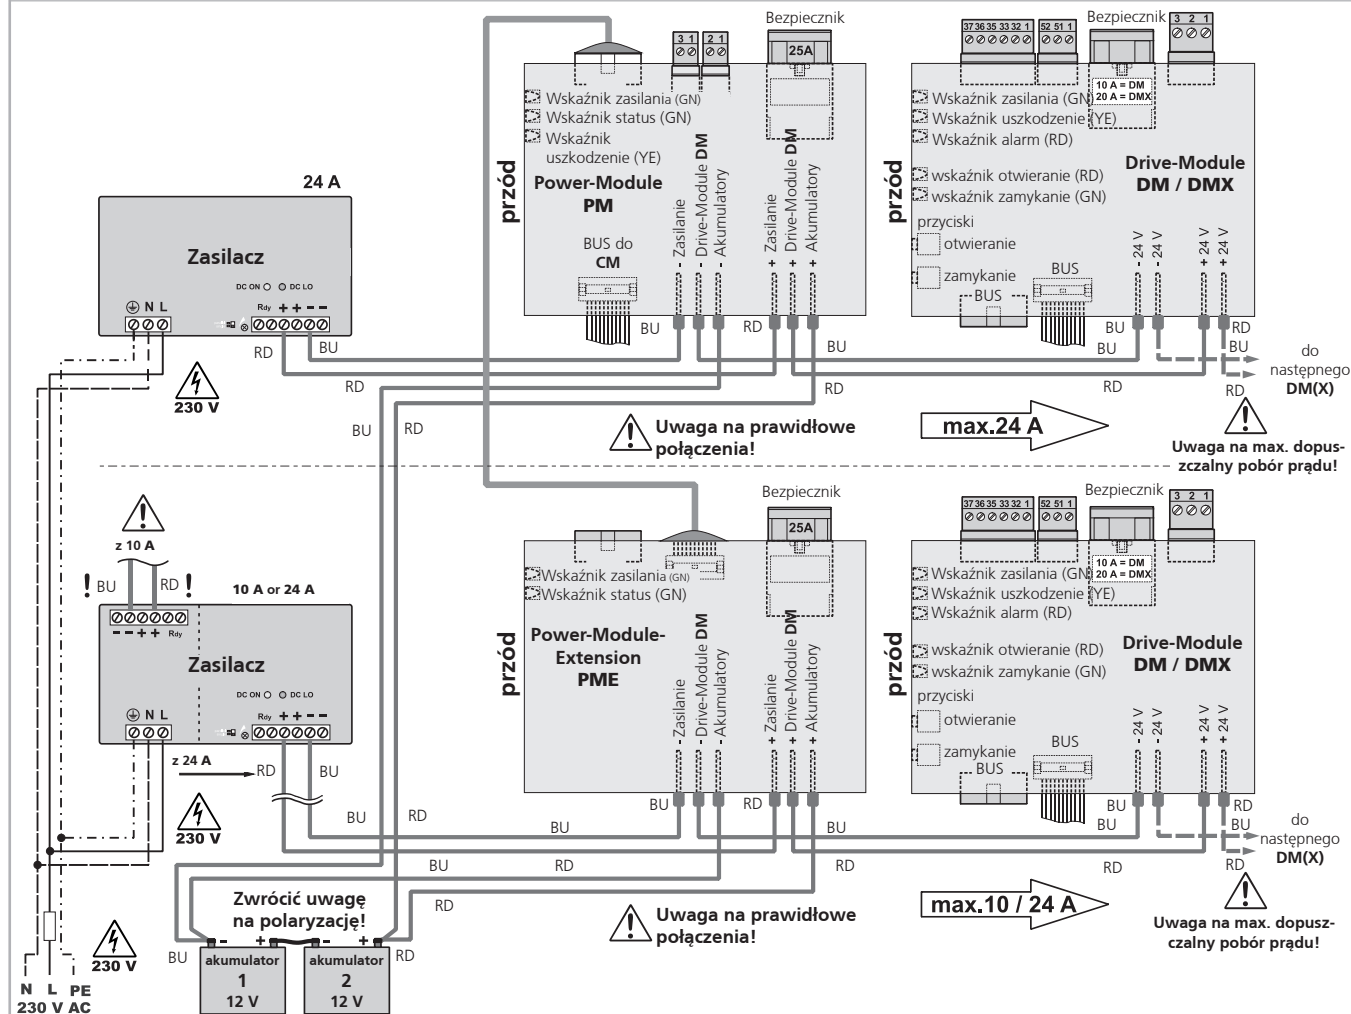 Bezpiecznik
25A
3 1
2 1
Wskaźnik zasilania (GN)
Wskaźnik status (GN)
Wskaźnik
uszkodzenie (YE)
przód
Power-Module
PM
BUS do
CM
- Zasilanie
- Drive-Module DM
- Akumulatory
+ Zasilanie
+ Drive-Module DM
+ Akumulatory
BU
RD
Bezpiecznik
37 36 35 33 32 1
52 51 1
3 2 1
10 A = DM
20 A = DMX
Wskaźnik zasilania (GN)
Wskaźnik uszkodzenie (YE)
Wskaźnik alarm (RD)
wskaźnik otwieranie (RD)
wskaźnik zamykanie (GN)
przyciski
otwieranie
zamykanie
BUS
BUS
przód
Drive-Module
DM / DMX
- 24 V
- 24 V
+ 24 V
+ 24 V
BU
RD
BU
BU
BU
RD
RD
do
następnego
DM(X)
24 A
Zasilacz
DC ON
DC LO
N L
Rdy + + - -
RD
BU
230 V
RD
RD
BU
RD
Uwaga na prawidłowe
połączenia!
max.24 A
Uwaga na max. dopus-
zczalny pobór prądu!
z 10 A
! BU
RD !
10 A or 24 A
- - + + Rdy
Zasilacz
DC ON
DC LO
N L
Rdy + + - -
z 24 A
RD
BU
230 V
BU
RD
Bezpiecznik
25A
Wskaźnik zasilania (GN)
Wskaźnik status (GN)
przód
Power-Module-
Extension
PME
- Zasilanie
- Drive-Module DM
- Akumulatory
+ Zasilanie
+ Drive-Module DM
+ Akumulatory
BU
RD
BU
BU
BU
RD
RD
RD
Bezpiecznik
37 36 35 33 32 1
52 51 1
3 2 1
10 A = DM
20 A = DMX
Wskaźnik zasilania (GN)
Wskaźnik uszkodzenie (YE)
Wskaźnik alarm (RD)
wskaźnik otwieranie (RD)
wskaźnik zamykanie (GN)
przyciski
otwieranie
zamykanie
BUS
BUS
przód
Drive-Module
DM / DMX
- 24 V
- 24 V
+ 24 V
+ 24 V
BU
RD
BU
BU
RD
RD
do
następnego
DM(X)
Zwrócić uwagę
na polaryzację!
Uwaga na prawidłowe
połączenia!
max.10 / 24 A
Uwaga na max. dopusz-
czalny pobór prądu!
230 V
BU
- +
akumulator
1
12 V
- +
akumulator
2
12 V
RD
N L PE
230 V AC